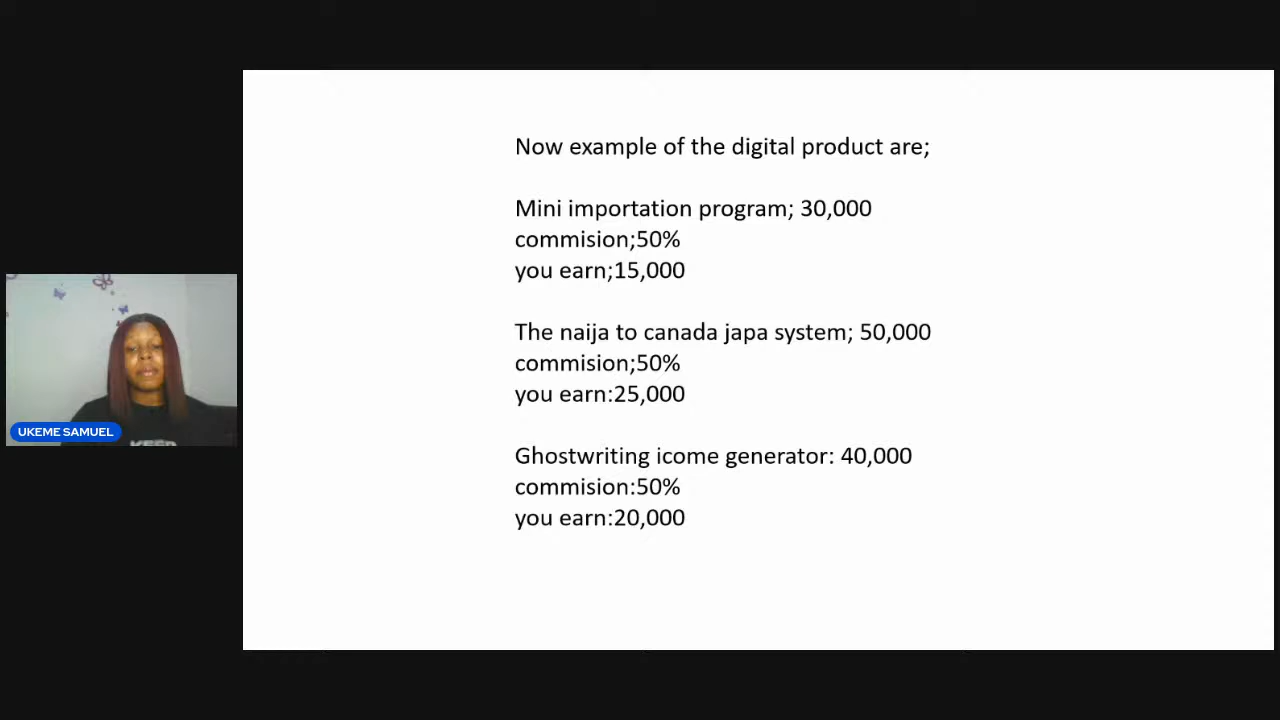 Now example of the digital product are;
Mini importation program; 30,000
commision;50%
you earn;15,000
The naija to canada japa system; 50,000
commision;50%
you earn:25,000
Ghostwriting icome generator: 40,000
commision:50%
you earn:20,000
UKEME SAMUEL
KEEP